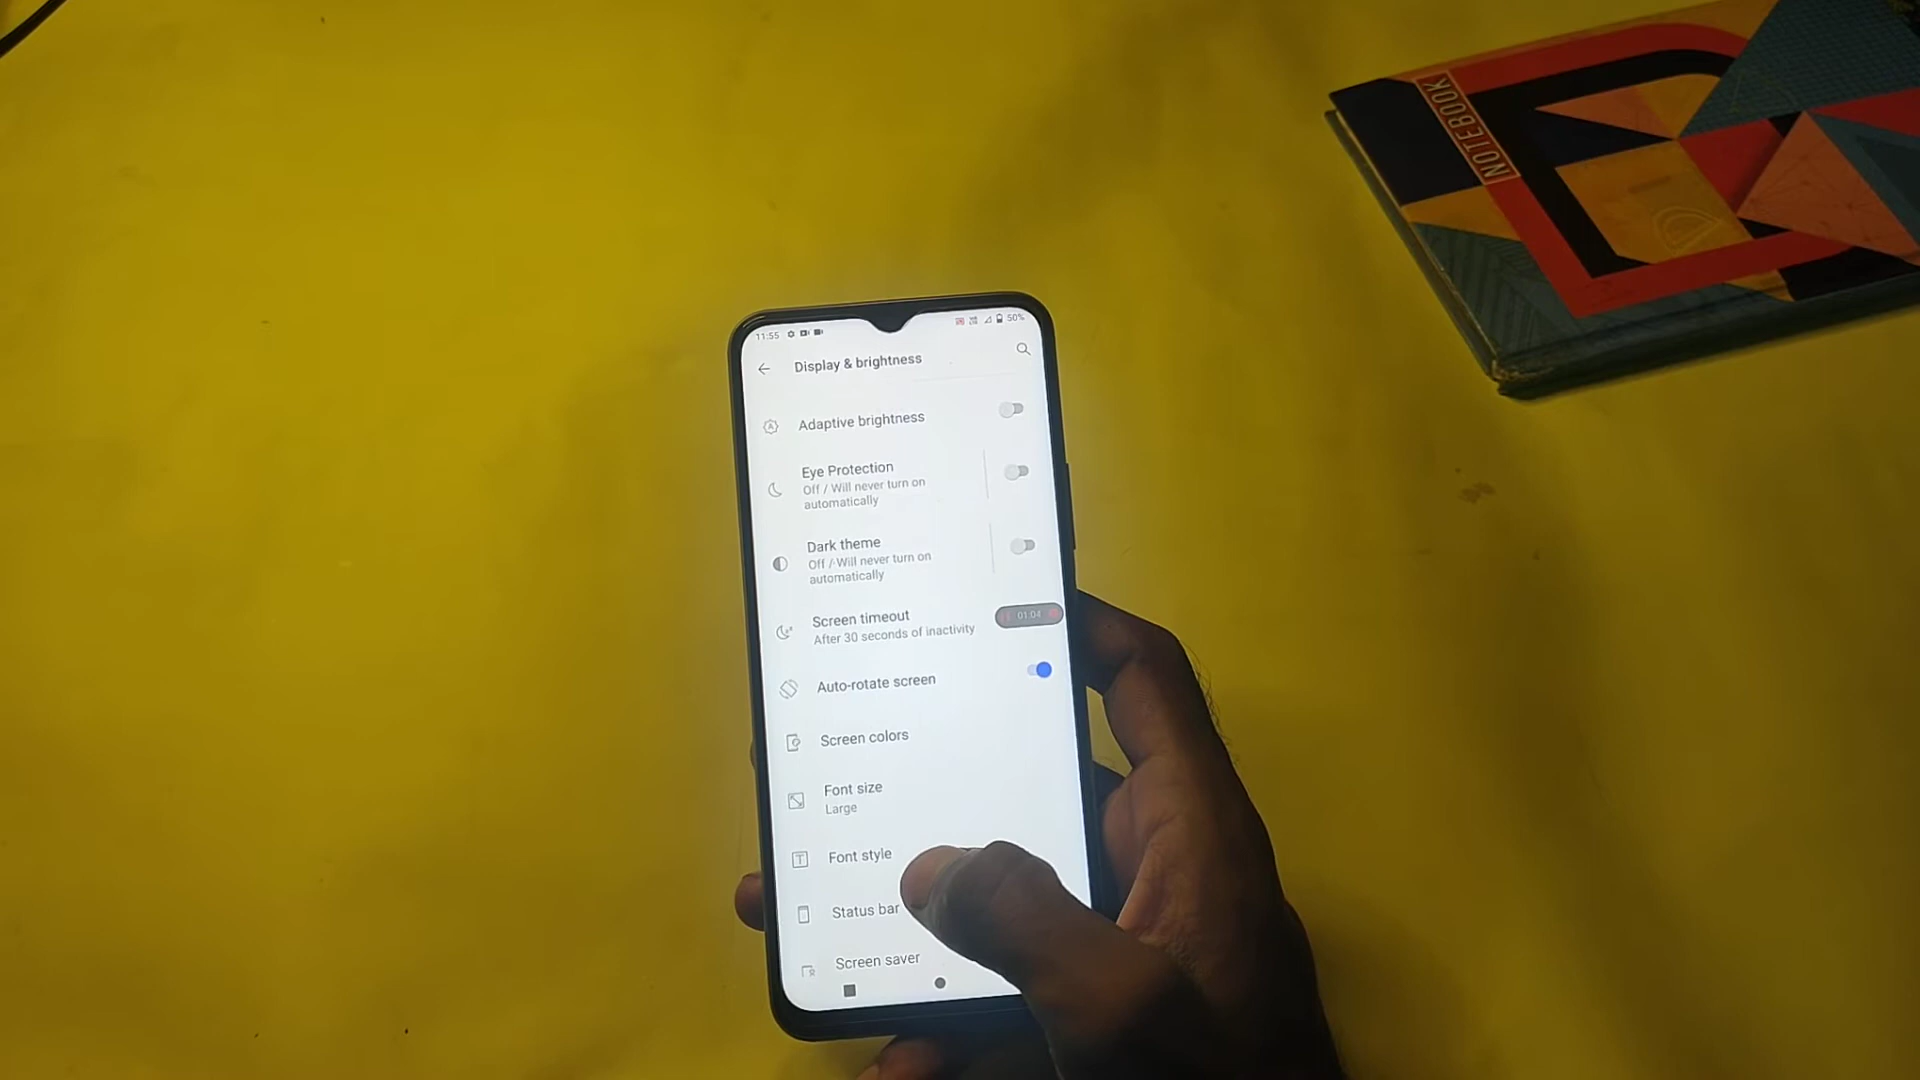 NOTEBOOK
11:55
50%
Display & brightness
Adaptive brightness
Eye Protection
Off / Will never turn on
automatically
Dark theme
Off / Will never turn on
automatically
Screen timeout
After 30 seconds of inactivity
01:04
Auto-rotate screen
Screen colors
Font size
Large
Font style
Status bar
Screen saver